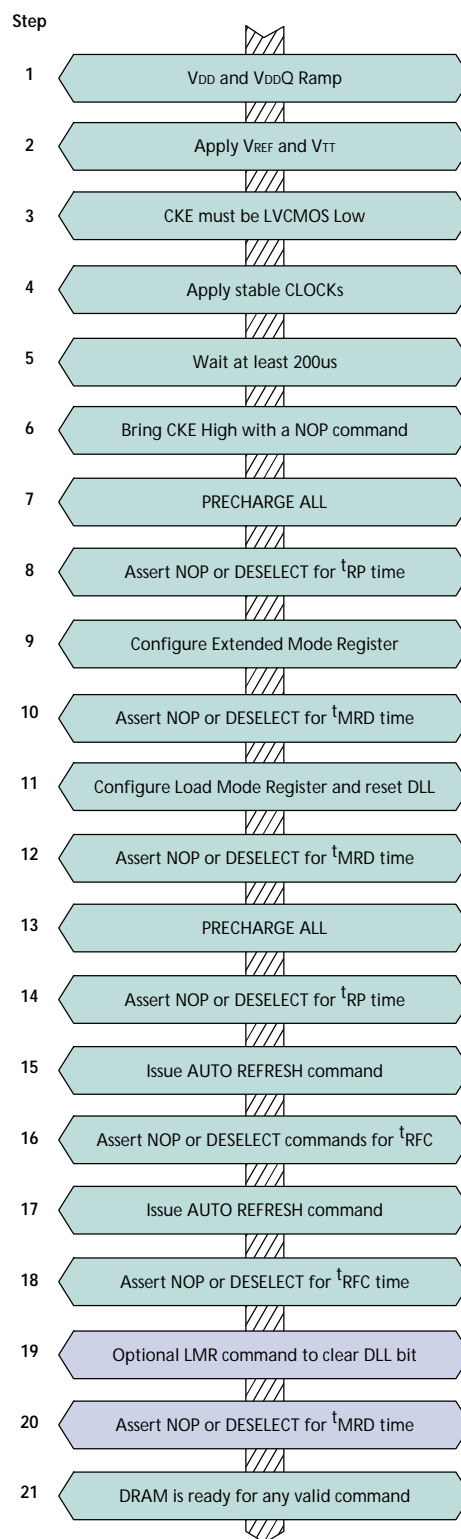 Step
1 VDD and VDDQ Ramp
2 Apply VREF and VTT
3 CKE must be LVCMOS Low
4 Apply stable CLOCKs
5 Wait at least 200us
6 Bring CKE High with a NOP command
7 PRECHARGE ALL
8 Assert NOP or DESELECT for tRP time
9 Configure Extended Mode Register
10 Assert NOP or DESELECT for tMRD time
11 Configure Load Mode Register and reset DLL
12 Assert NOP or DESELECT for tMRD time
13 PRECHARGE ALL
14 Assert NOP or DESELECT for tRP time
15 Issue AUTO REFRESH command
16 Assert NOP or DESELECT commands for tRFC
17 Issue AUTO REFRESH command
18 Assert NOP or DESELECT for tRFC time
19 Optional LMR command to clear DLL bit
20 Assert NOP or DESELECT for tMRD time
21 DRAM is ready for any valid command